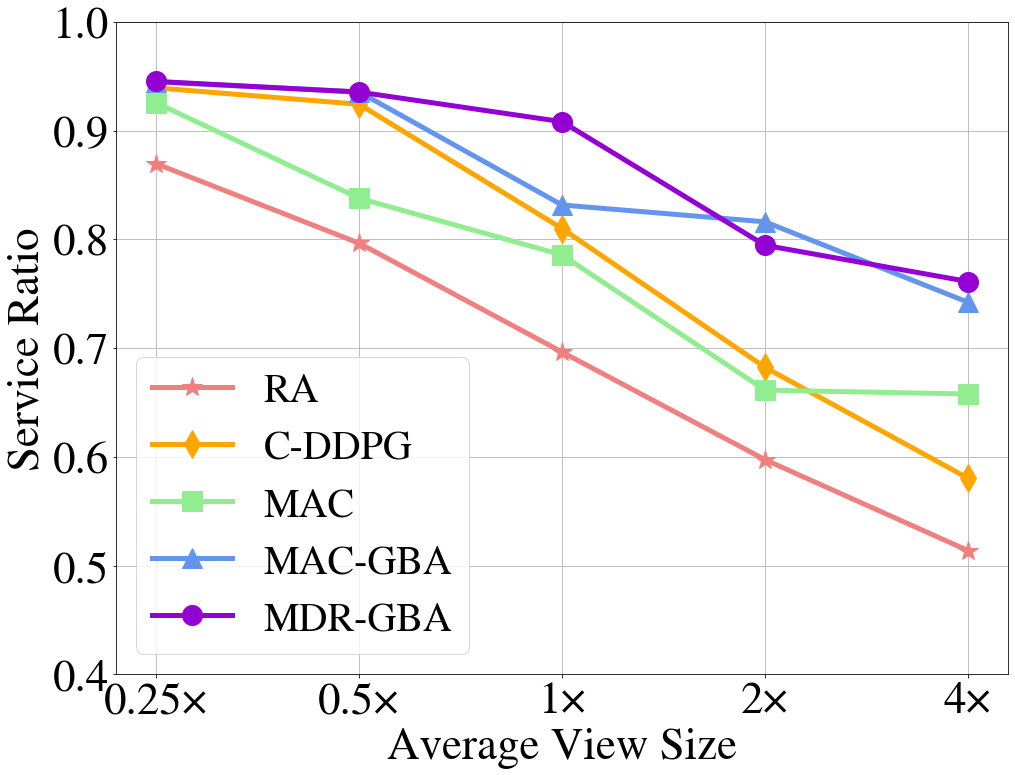 1.0
0.9
0.8
0.7
0.6
0.5
0.4
Service Ratio
RA
C-DDPG
MAC
MAC-GBA
MDR-GBA
0.25× 0.5× 1× 2× 4×
Average View Size